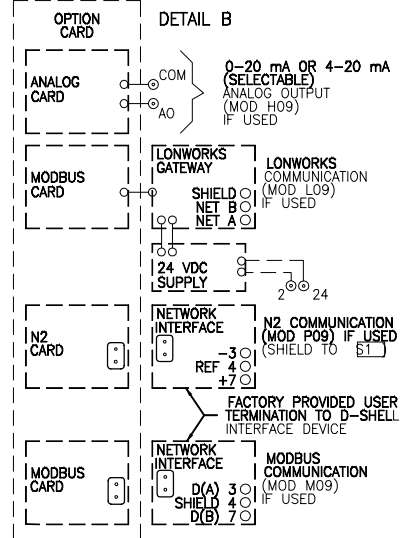 OPTION
CARD
DETAIL B
ANALOG
CARD
COM
AO
0-20 mA OR 4-20 mA
(SELECTABLE)
ANALOG OUTPUT
(MOD H09)
IF USED
MODBUS
CARD
LONWORKS
GATEWAY
SHIELD
NET B
NET A
LONWORKS
COMMUNICATION
(MOD L09)
IF USED
24 VDC
SUPPLY
2
24
N2
CARD
NETWORK
INTERFACE
-3
REF 4
+7
N2 COMMUNICATION
(MOD P09) IF USED
(SHIELD TO S1 )
FACTORY PROVIDED USER
TERMINATION TO D-SHELL
INTERFACE DEVICE
MODBUS
CARD
NETWORK
INTERFACE
D(A) 3
SHIELD 4
D(B) 7
MODBUS
COMMUNICATION
(MOD M09)
IF USED